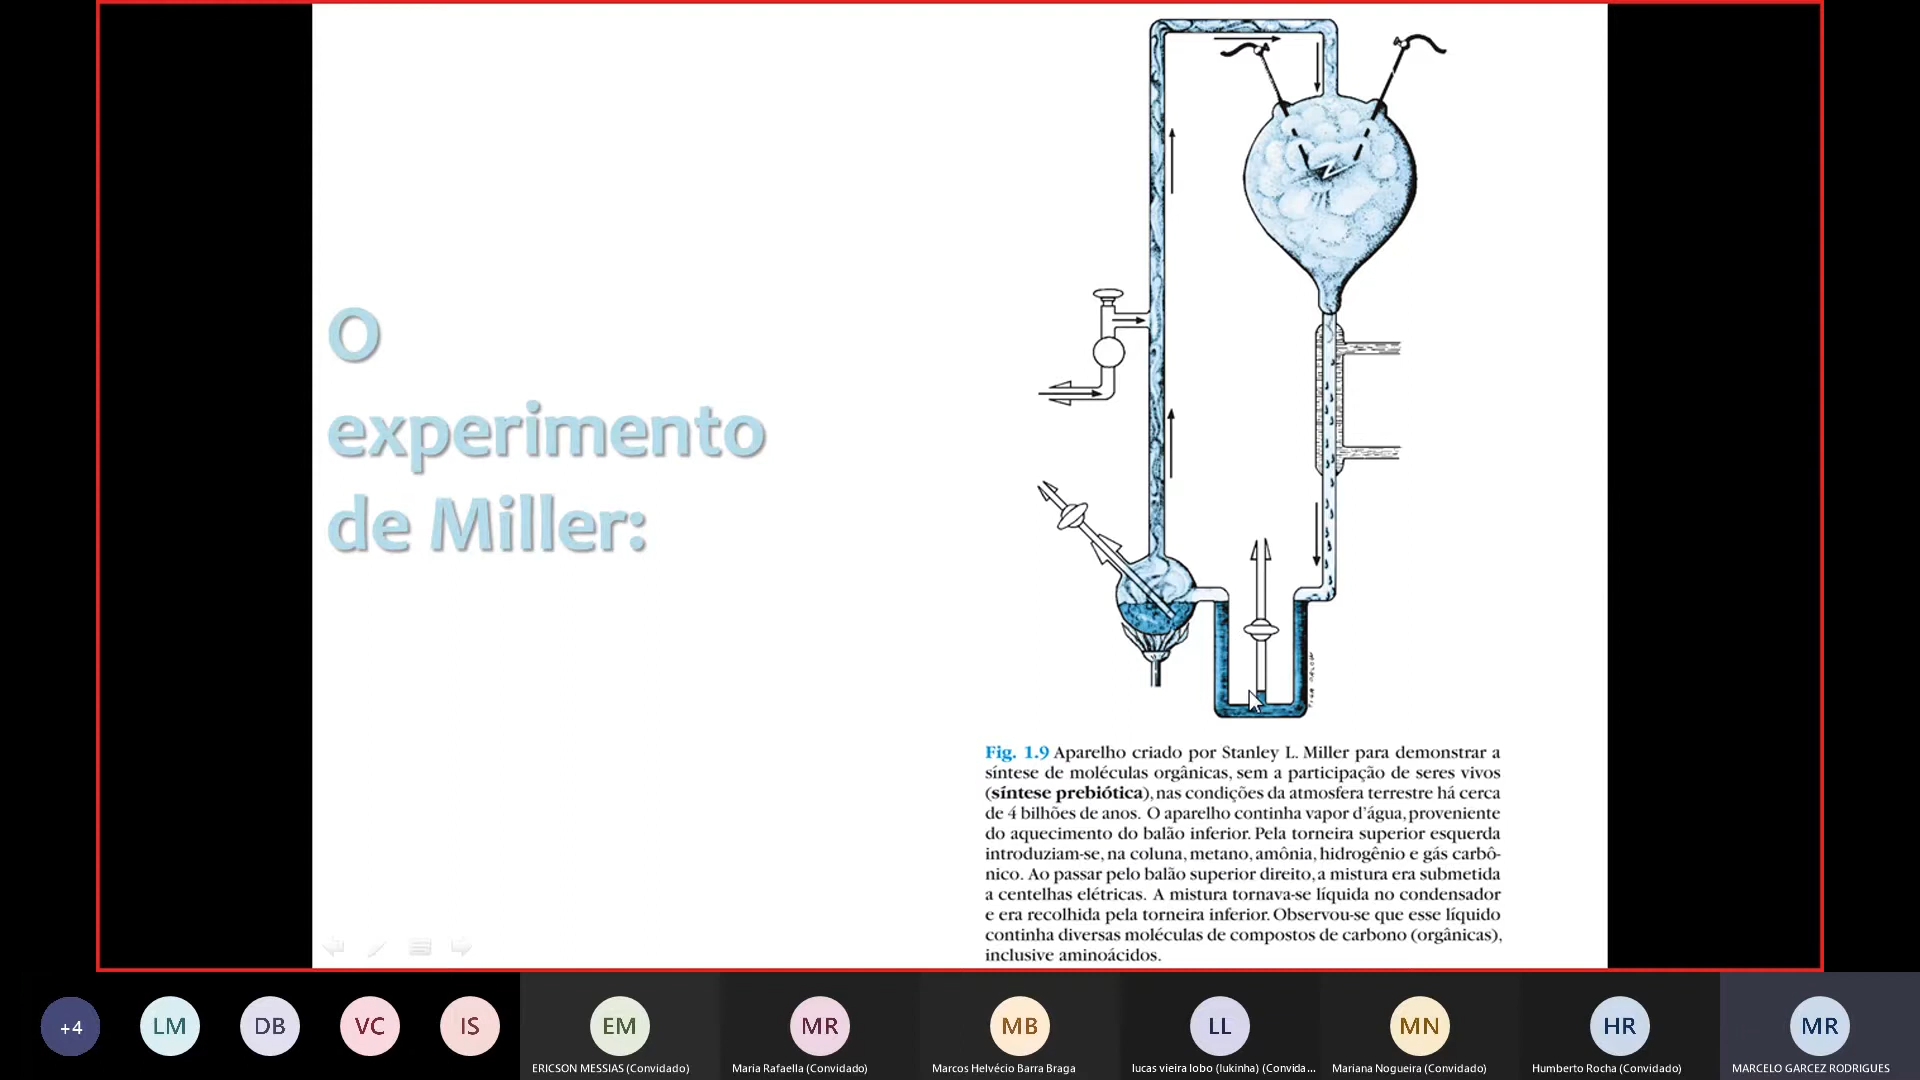 O
experimento
de Miller:
Fig. 1.9 Aparelho criado por Stanley L. Miller para demonstrar a
síntese de moléculas orgânicas, sem a participação de seres vivos
(síntese prebiótica), nas condições da atmosfera terrestre há cerca
de 4 bilhões de anos. O aparelho continha vapor d'água, proveniente
do aquecimento do balão inferior. Pela torneira superior esquerda
introduziam-se, na coluna, metano, amônia, hidrogênio e gás carbô-
nico. Ao passar pelo balão superior direito, a mistura era submetida
a centelhas elétricas. A mistura tornava-se líquida no condensador
e era recolhida pela torneira inferior. Observou-se que esse líquido
continha diversas moléculas de compostos de carbono (orgânicas),
inclusive aminoácidos.
+4
LM
DB
VC
IS
EM
MR
MB
LL
MN
HR
MR
ERICSON MESSIAS (Convidado)
Maria Rafaella (Convidado)
Marcos Helvécio Barra Braga
lucas vieira lobo (lukinha) (Convida...
Mariana Nogueira (Convidado)
Humberto Rocha (Convidado)
MARCELO GARCEZ RODRIGUES